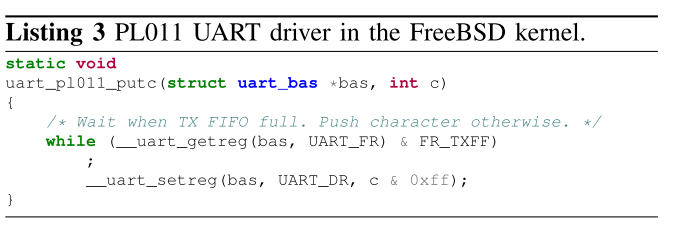 Listing 3 PL011 UART driver in the FreeBSD kernel.
static void
uart_pl011_putc(struct uart_bas *bas, int c)
{
/* Wait when TX FIFO full. Push character otherwise. */
while (__uart_getreg(bas, UART_FR) & FR_TXFF)
;
__uart_setreg(bas, UART_DR, c & 0xff);
}